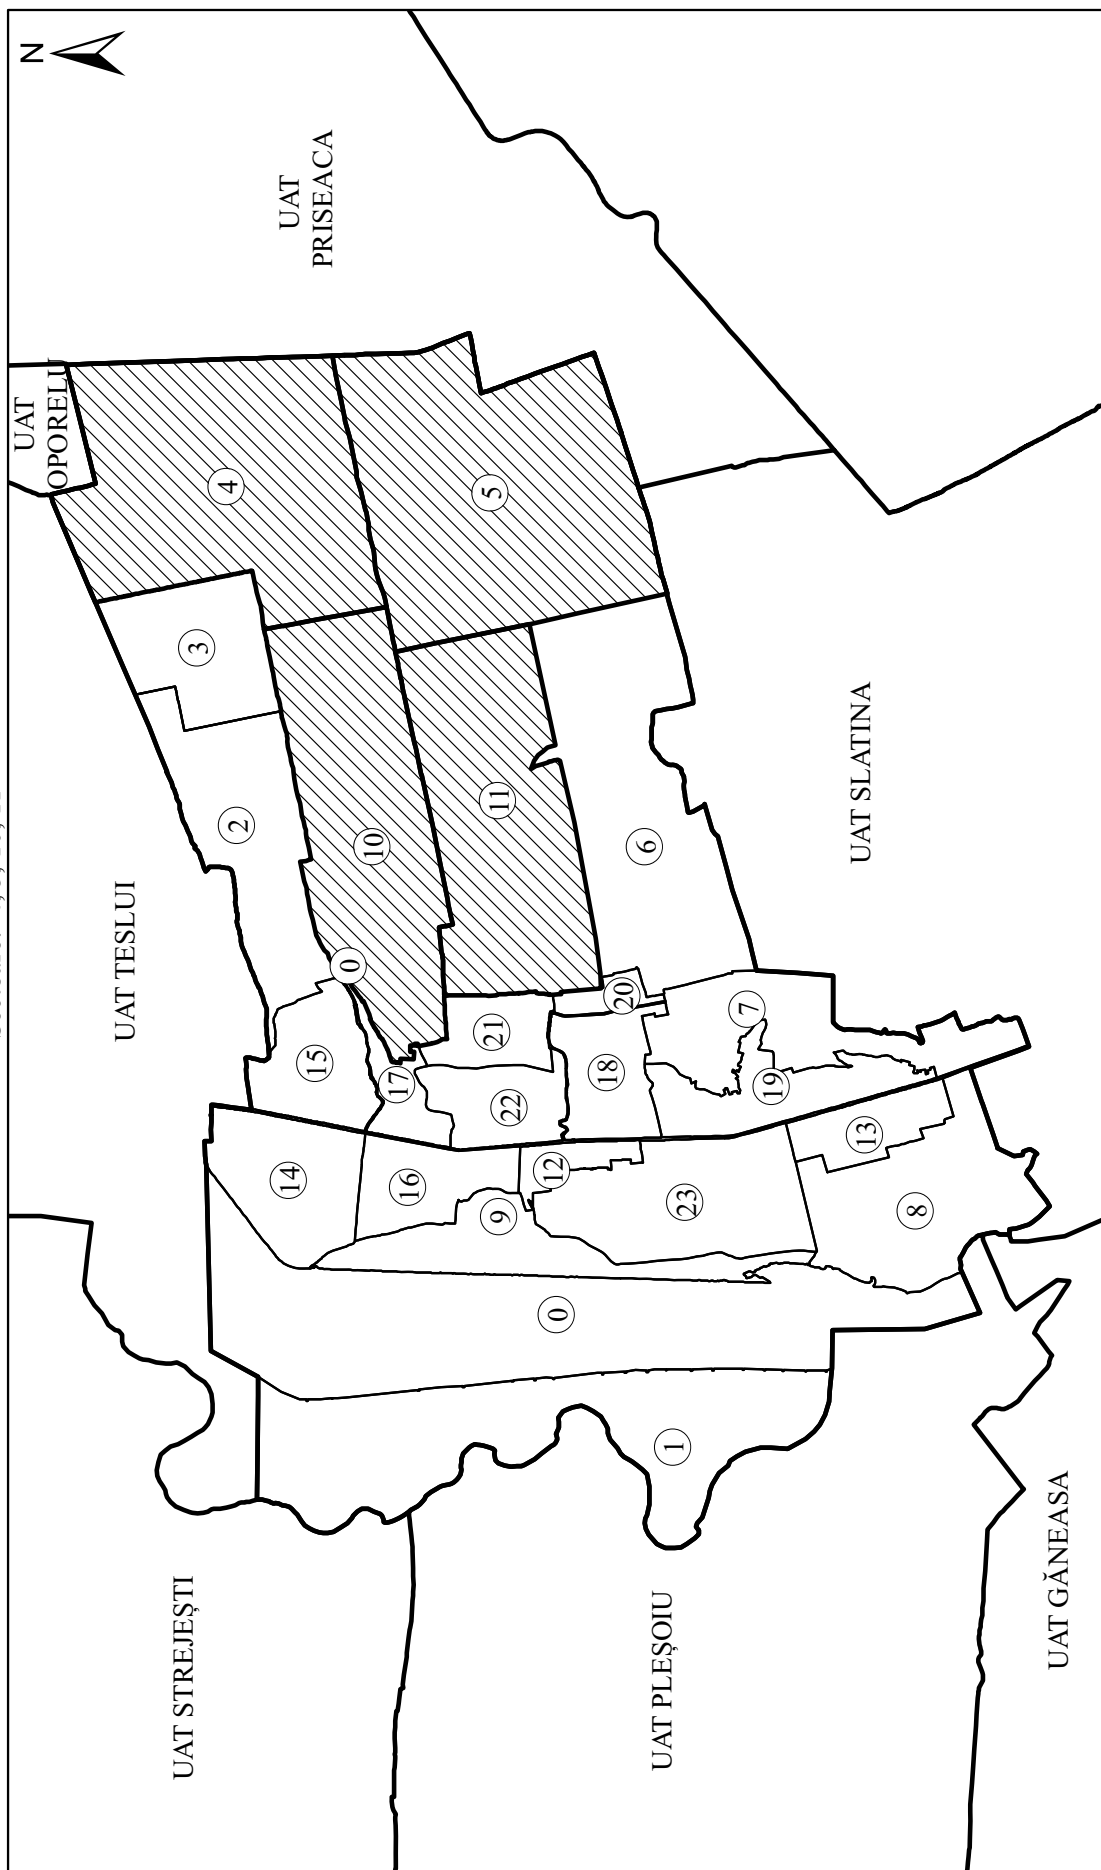 N
UAT
OPORELU
UAT TESLUI
UAT STREJEȘTI
3
4
2
UAT
PRISEACA
14
15
0
10
17
16
5
21
11
9
22
12
0
18
20
6
UAT PLEȘOIU
1
23
7
19
UAT SLATINA
13
8
UAT GĂNEASA